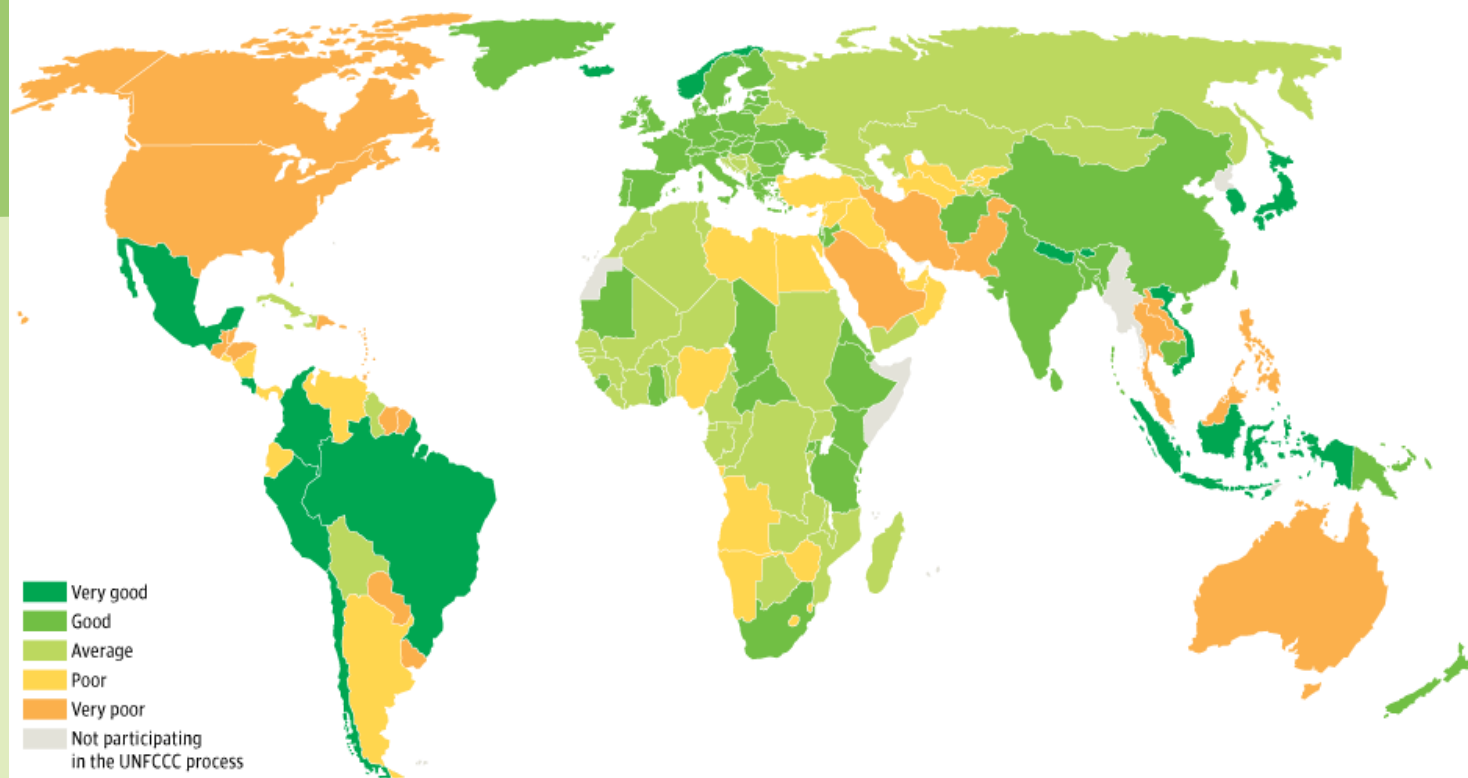 Very good
Good
Average
Poor
Very poor
Not participating
in the UNFCCC process